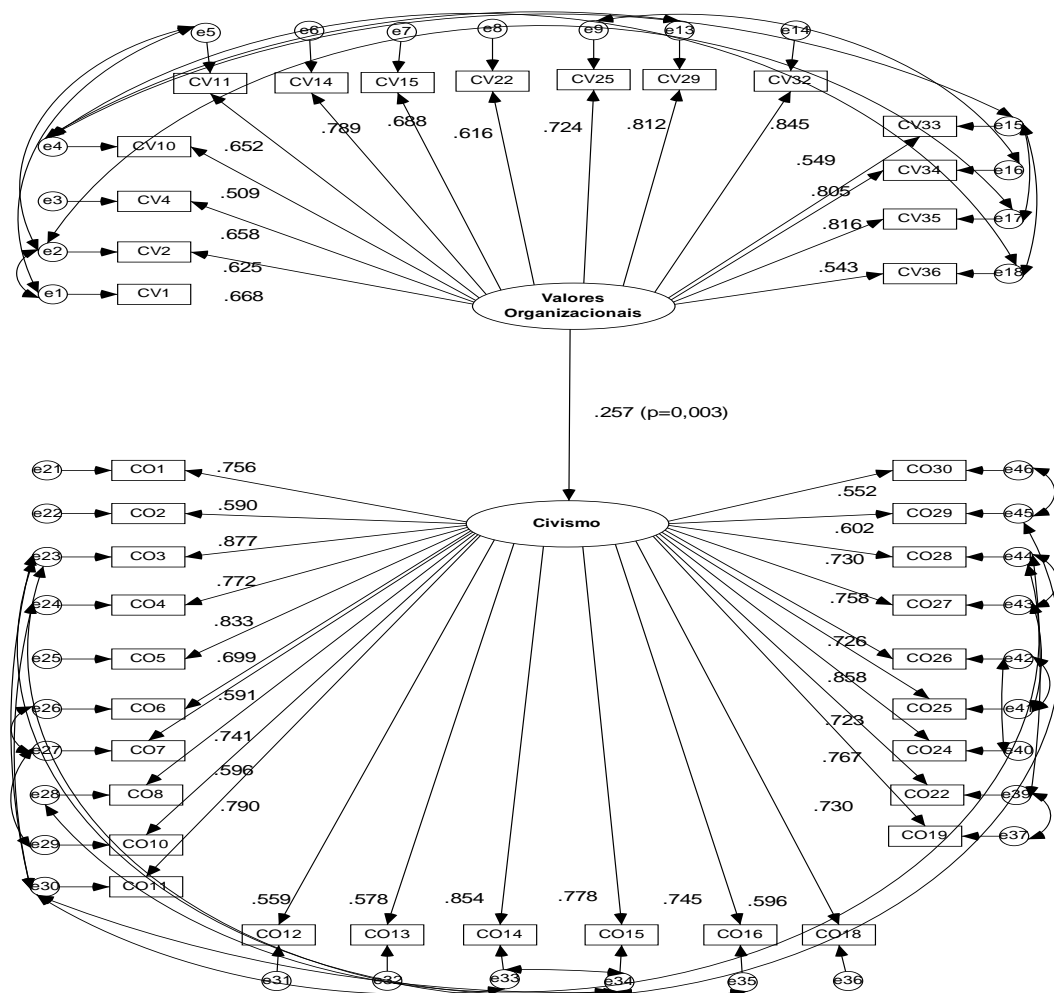 e5
e6
e7
e8
e9
e13
e14
CV11
CV14
CV15
CV22
CV25
CV29
CV32
.789
.688
.616
.724
.812
.845
CV33
e15
e4
CV10
.652
.549
CV34
e16
e3
CV4
.509
.805
CV35
e17
e2
CV2
.658
.816
CV36
e18
.625
.543
e1
CV1
.668
Valores
Organizacionais
.257 (p=0,003)
e21
CO1
.756
CO30
e46
.552
e22
CO2
.590
Civismo
CO29
e45
.602
e23
CO3
.877
CO28
e44
.730
e24
CO4
.772
CO27
e43
.758
e25
CO5
.833
.726
CO26
e42
.699
.858
e26
CO6
.591
CO25
e41
.723
e27
CO7
.741
CO24
e40
.767
e28
CO8
.596
CO22
e39
.790
.730
e29
CO10
CO19
e37
e30
CO11
.559
.578
.854
.778
.745
.596
CO12
CO13
CO14
CO15
CO16
CO18
e31
e32
e33
e34
e35
e36